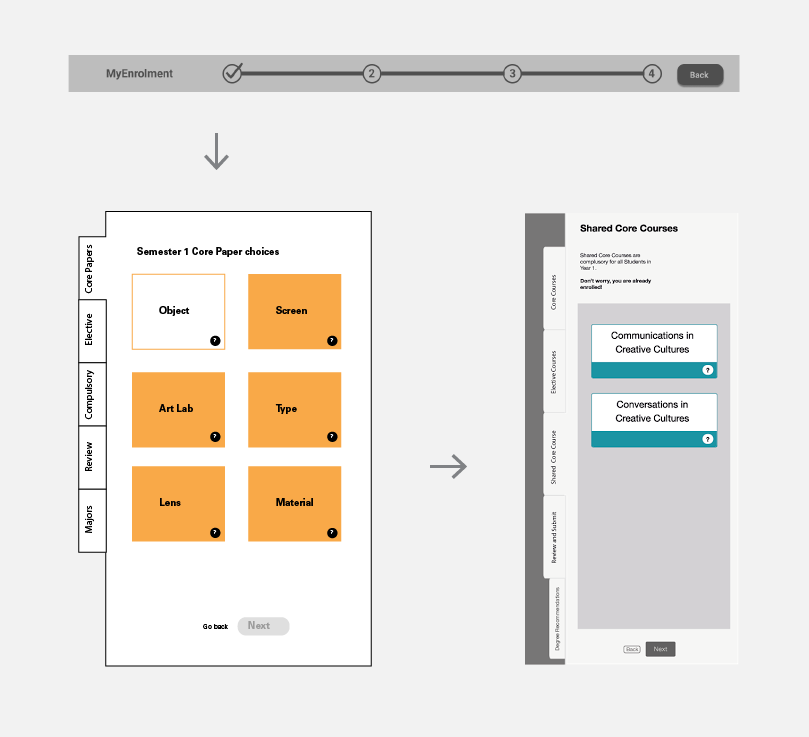 MyEnrolment 2 3 4 Back
Core Papers
Elective
Compulsory
Review
Majors
Semester 1 Core Paper choices
Object ?
Screen ?
Art Lab ?
Type ?
Lens ?
Material ?
Go back Next
Core Courses
Elective Courses
Shared Core Course
Review and Submit
Degree Recommendations
Shared Core Courses
Shared Core Courses are
complusory for all Students in
Year 1.
Don't worry, you are already
enrolled!
Communications in
Creative Cultures
?
Conversations in
Creative Cultures
?
Back Next